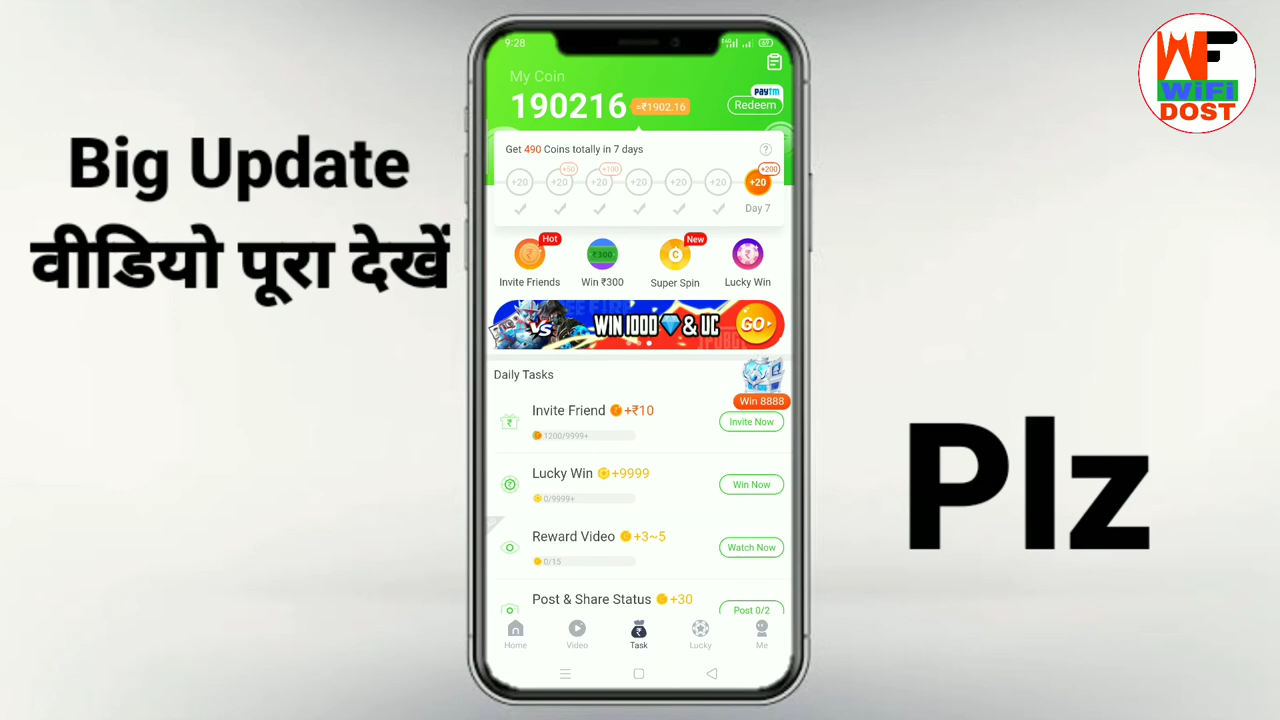 Big Update
वीडियो पूरा देखें
9:28
69
My Coin
190216 =₹1902.16
paytm
Redeem
Get 490 Coins totally in 7 days
?
+50 +100 +200
+20 +20 +20 +20 +20 +20 +20
Day 7
Hot New
₹300
Invite Friends Win ₹300 Super Spin Lucky Win
VS WIN 1000 & UC GO
Daily Tasks
Win 8888
Invite Friend +₹10
Invite Now
1200/9999+
Lucky Win +9999
Win Now
0/9999+
Reward Video +3~5
Watch Now
0/15
Post & Share Status +30
Post 0/2
Home Video Task Lucky Me
WF
WiFi
DOST
Plz